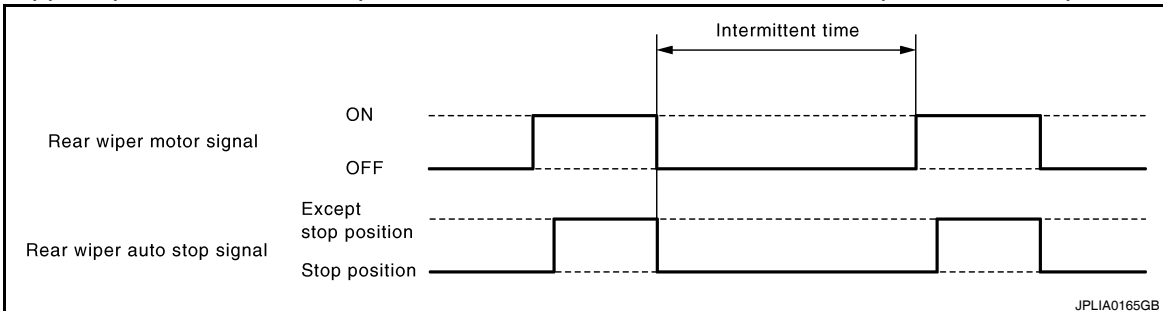 Intermittent time
ON
Rear wiper motor signal
OFF
Except
stop position
Rear wiper auto stop signal
Stop position
JPLIA0165GB